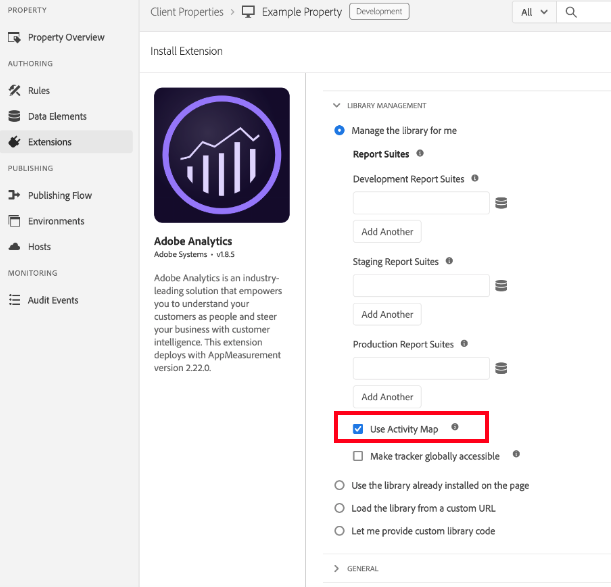 PROPERTY
Property Overview
AUTHORING
Rules
Data Elements
Extensions
PUBLISHING
Publishing Flow
Environments
Hosts
MONITORING
Audit Events
Client Properties > Example Property Development
All
Install Extension
Adobe Analytics
Adobe Systems • v1.8.5
Adobe Analytics is an industry-
leading solution that empowers
you to understand your
customers as people and steer
your business with customer
intelligence. This extension
deploys with AppMeasurement
version 2.22.0.
LIBRARY MANAGEMENT
Manage the library for me
Report Suites
Development Report Suites
Add Another
Staging Report Suites
Add Another
Production Report Suites
Add Another
Use Activity Map
Make tracker globally accessible
Use the library already installed on the page
Load the library from a custom URL
Let me provide custom library code
GENERAL